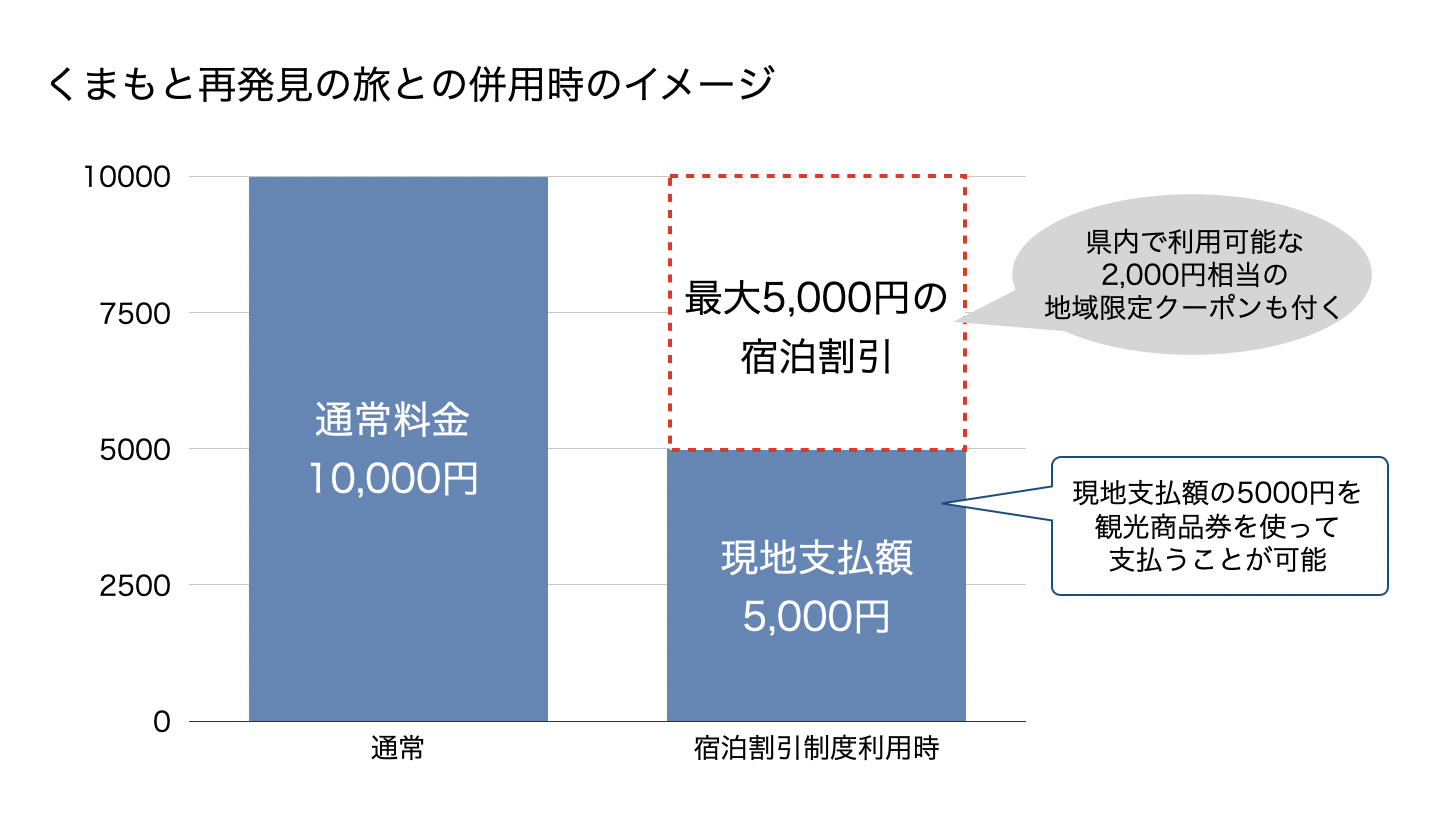 くまもと再発見の旅との併用時のイメージ
10000
7500
5000
2500
0
通常料金
10,000円
最大5,000円の
宿泊割引
現地支払額
5,000円
県内で利用可能な
2,000円相当の
地域限定クーポンも付く
現地支払額の5000円を
観光商品券を使って
支払うことが可能
通常
宿泊割引制度利用時